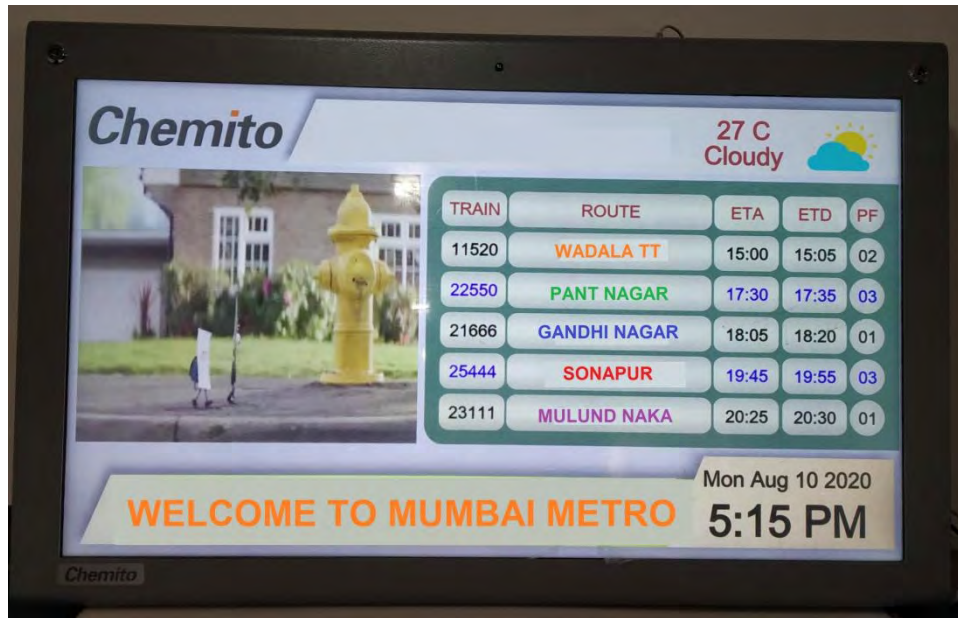 Chemito
27 C
Cloudy
TRAIN ROUTE ETA ETD PF
11520 WADALA TT 15:00 15:05 02
22550 PANT NAGAR 17:30 17:35 03
21666 GANDHI NAGAR 18:05 18:20 01
25444 SONAPUR 19:45 19:55 03
23111 MULUND NAKA 20:25 20:30 01
WELCOME TO MUMBAI METRO
Mon Aug 10 2020
5:15 PM
Chemito